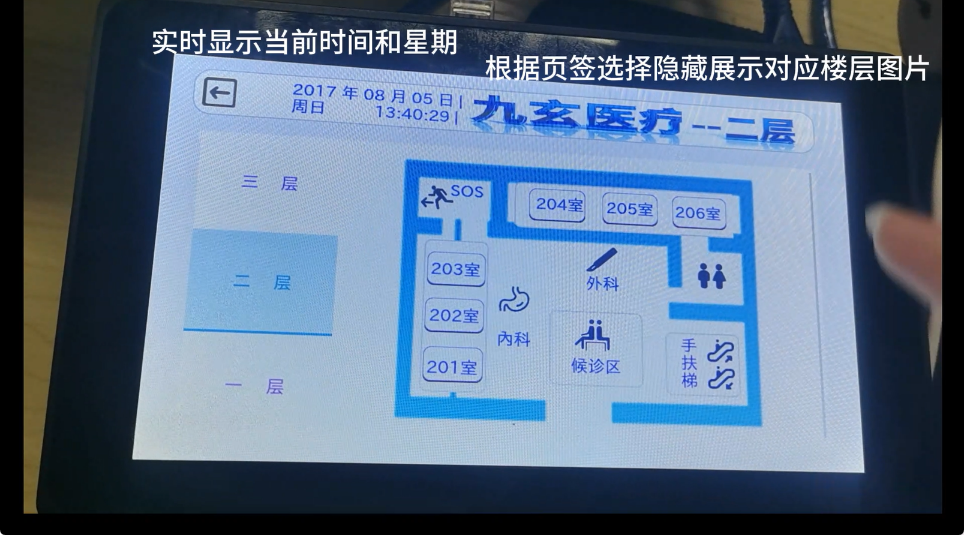 实时显示当前时间和星期
根据页签选择隐藏展示对应楼层图片
2017 年 08 月 05 日|
周日 13:40:29|
九玄医疗--二层
三 层
二 层
一 层
SOS
204室
205室
206室
203室
202室
201室
外科
内科
候诊区
手扶梯